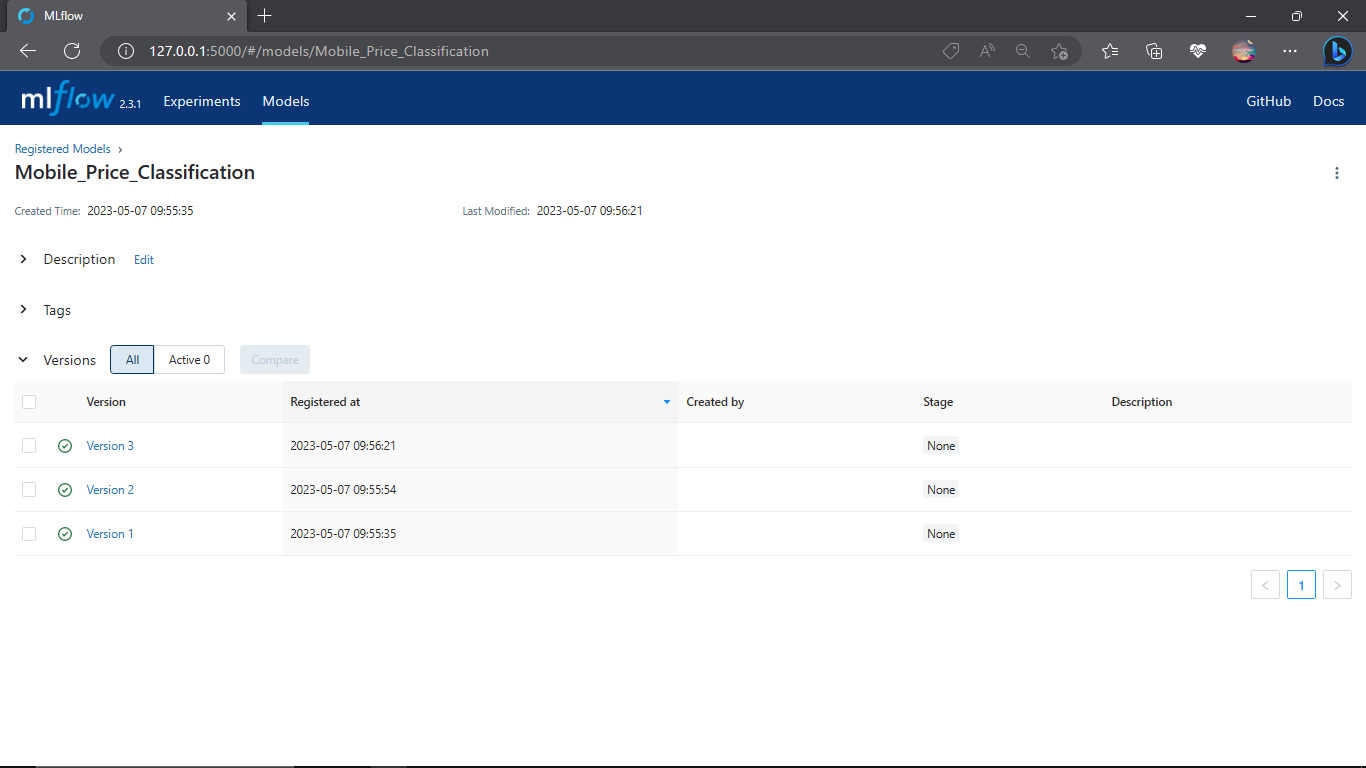 MLflow
127.0.0.1:5000/#/models/Mobile_Price_Classification
mlflow 2.3.1 Experiments Models GitHub Docs
Registered Models ›
Mobile_Price_Classification
Created Time: 2023-05-07 09:55:35 Last Modified: 2023-05-07 09:56:21
Description Edit
Tags
Versions All Active 0 Compare
Version Registered at Created by Stage Description
Version 3 2023-05-07 09:56:21 None
Version 2 2023-05-07 09:55:54 None
Version 1 2023-05-07 09:55:35 None
< 1 >